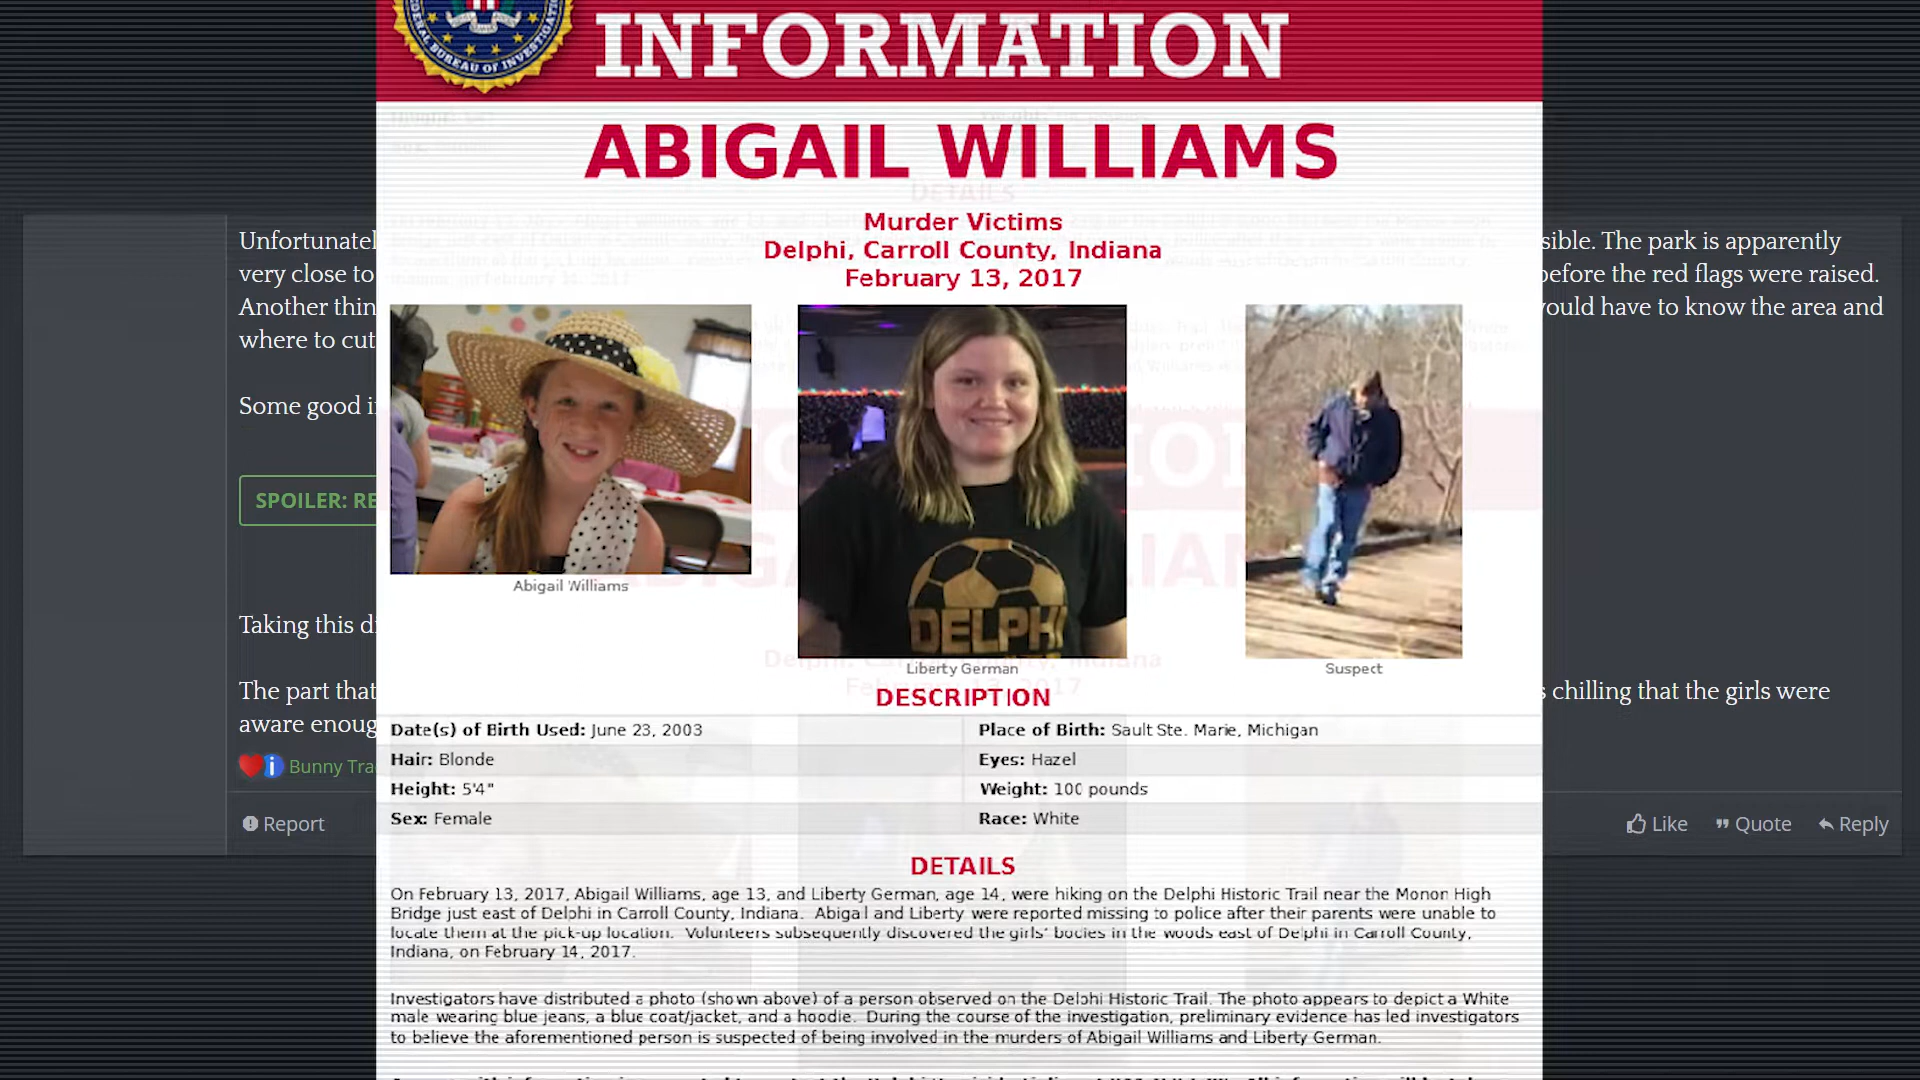 FEDERAL BUREAU OF INVESTIGATION
INFORMATION
ABIGAIL WILLIAMS
Murder Victims
Delphi, Carroll County, Indiana
February 13, 2017
DELPHI
Abigail Williams
Liberty German
Suspect
DESCRIPTION
Date(s) of Birth Used: June 23, 2003 Place of Birth: Sault Ste. Marie, Michigan
Hair: Blonde Eyes: Hazel
Height: 5'4" Weight: 100 pounds
Sex: Female Race: White
DETAILS
On February 13, 2017, Abigail Williams, age 13, and Liberty German, age 14, were hiking on the Delphi Historic Trail near the Monon High
Bridge just east of Delphi in Carroll County, Indiana. Abigail and Liberty were reported missing to police after their parents were unable to
locate them at the pick-up location. Volunteers subsequently discovered the girls' bodies in the woods east of Delphi in Carroll County,
Indiana, on February 14, 2017.
Investigators have distributed a photo (shown above) of a person observed on the Delphi Historic Trail. The photo appears to depict a White
male wearing blue jeans, a blue coat/jacket, and a hoodie. During the course of the investigation, preliminary evidence has led investigators
to believe the aforementioned person is suspected of being involved in the murders of Abigail Williams and Liberty German.
Unfortunatel sible. The park is apparently
very close to before the red flags were raised.
Another thin would have to know the area and
where to cut
Some good i
SPOILER: RE
Taking this d
The part that s chilling that the girls were
aware enoug
Bunny Tra
Report Like Quote Reply